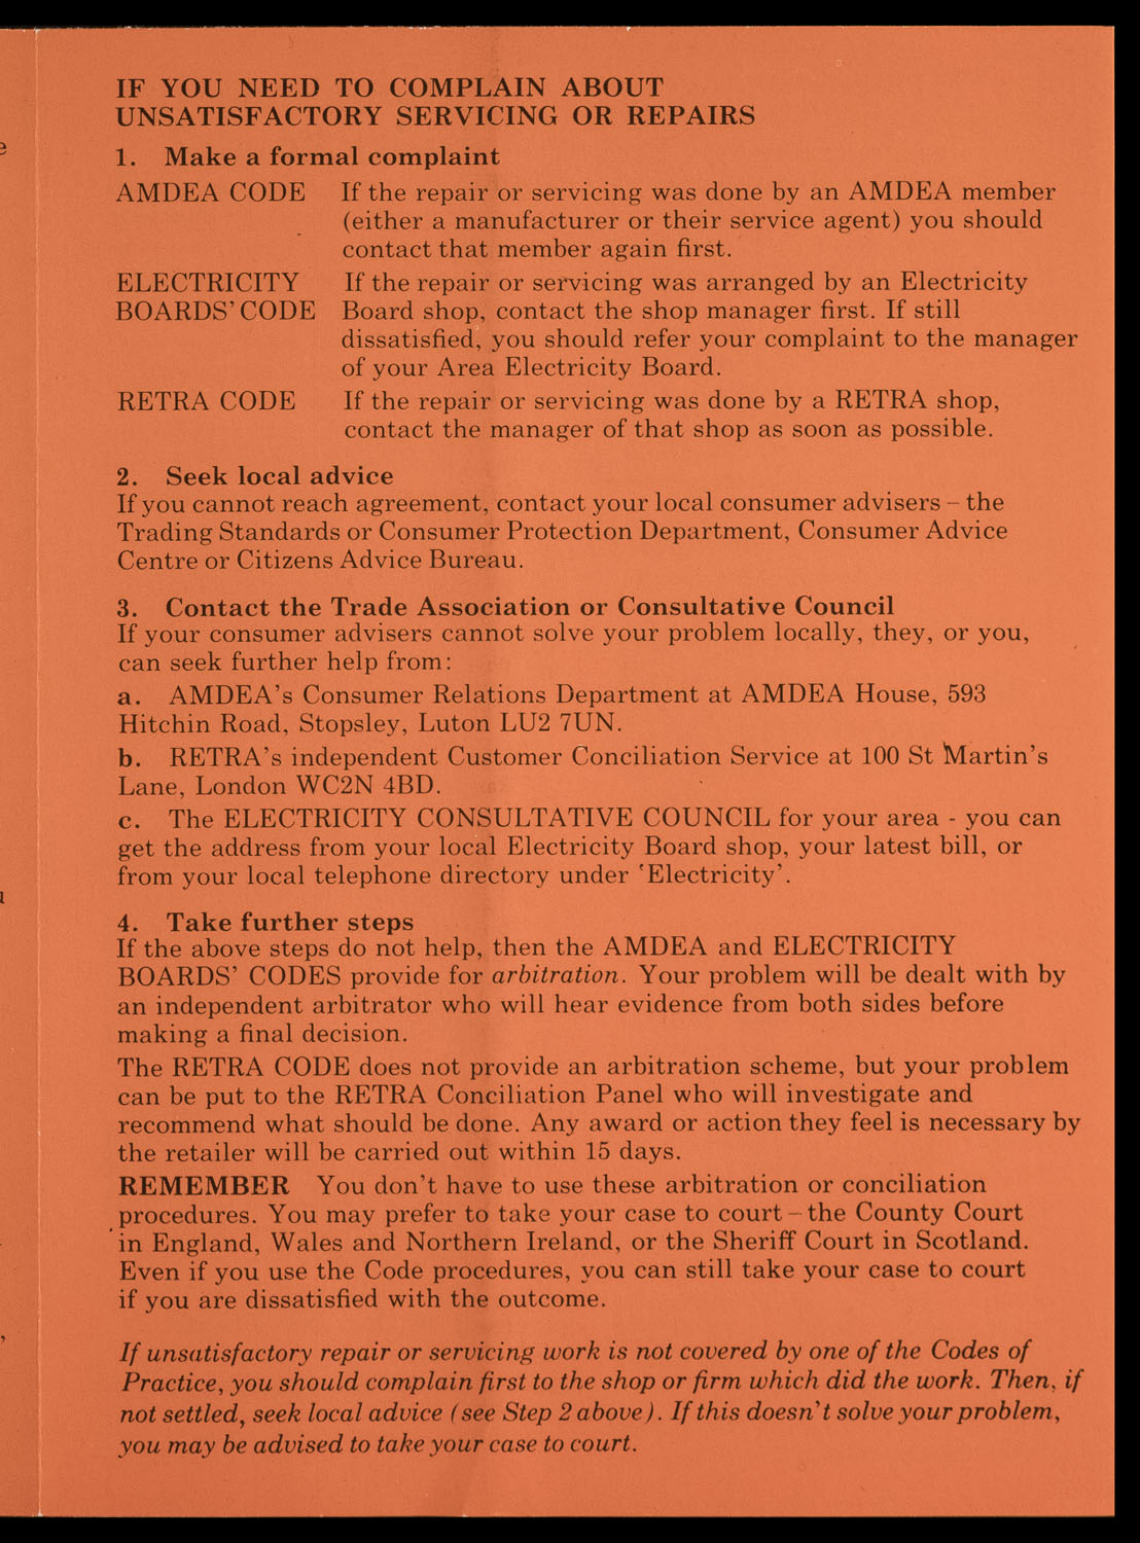 IF YOU NEED TO COMPLAIN ABOUT
UNSATISFACTORY SERVICING OR REPAIRS
1. Make a formal complaint
AMDEA CODE If the repair or servicing was done by an AMDEA member
(either a manufacturer or their service agent) you should
contact that member again first.
ELECTRICITY If the repair or servicing was arranged by an Electricity
BOARDS' CODE Board shop, contact the shop manager first. If still
dissatisfied, you should refer your complaint to the manager
of your Area Electricity Board.
RETRA CODE If the repair or servicing was done by a RETRA shop,
contact the manager of that shop as soon as possible.
2. Seek local advice
If you cannot reach agreement, contact your local consumer advisers – the
Trading Standards or Consumer Protection Department, Consumer Advice
Centre or Citizens Advice Bureau.
3. Contact the Trade Association or Consultative Council
If your consumer advisers cannot solve your problem locally, they, or you,
can seek further help from:
a. AMDEA's Consumer Relations Department at AMDEA House, 593
Hitchin Road, Stopsley, Luton LU2 7UN.
b. RETRA's independent Customer Conciliation Service at 100 St Martin's
Lane, London WC2N 4BD.
c. The ELECTRICITY CONSULTATIVE COUNCIL for your area - you can
get the address from your local Electricity Board shop, your latest bill, or
from your local telephone directory under 'Electricity'.
4. Take further steps
If the above steps do not help, then the AMDEA and ELECTRICITY
BOARDS' CODES provide for arbitration. Your problem will be dealt with by
an independent arbitrator who will hear evidence from both sides before
making a final decision.
The RETRA CODE does not provide an arbitration scheme, but your problem
can be put to the RETRA Conciliation Panel who will investigate and
recommend what should be done. Any award or action they feel is necessary by
the retailer will be carried out within 15 days.
REMEMBER You don't have to use these arbitration or conciliation
procedures. You may prefer to take your case to court – the County Court
in England, Wales and Northern Ireland, or the Sheriff Court in Scotland.
Even if you use the Code procedures, you can still take your case to court
if you are dissatisfied with the outcome.
If unsatisfactory repair or servicing work is not covered by one of the Codes of
Practice, you should complain first to the shop or firm which did the work. Then, if
not settled, seek local advice (see Step 2 above). If this doesn't solve your problem,
you may be advised to take your case to court.